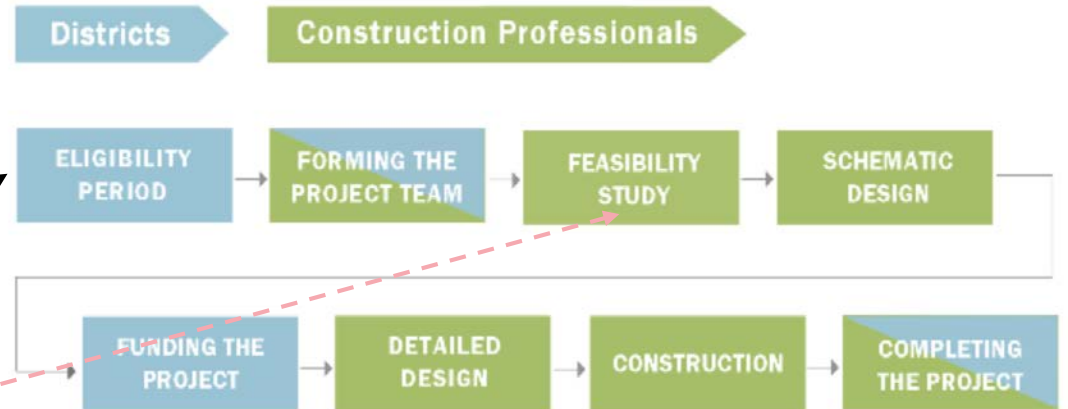 Districts
Construction Professionals
ELIGIBILITY
PERIOD
FORMING THE
PROJECT TEAM
FEASIBILITY
STUDY
SCHEMATIC
DESIGN
FUNDING THE
PROJECT
DETAILED
DESIGN
CONSTRUCTION
COMPLETING
THE PROJECT